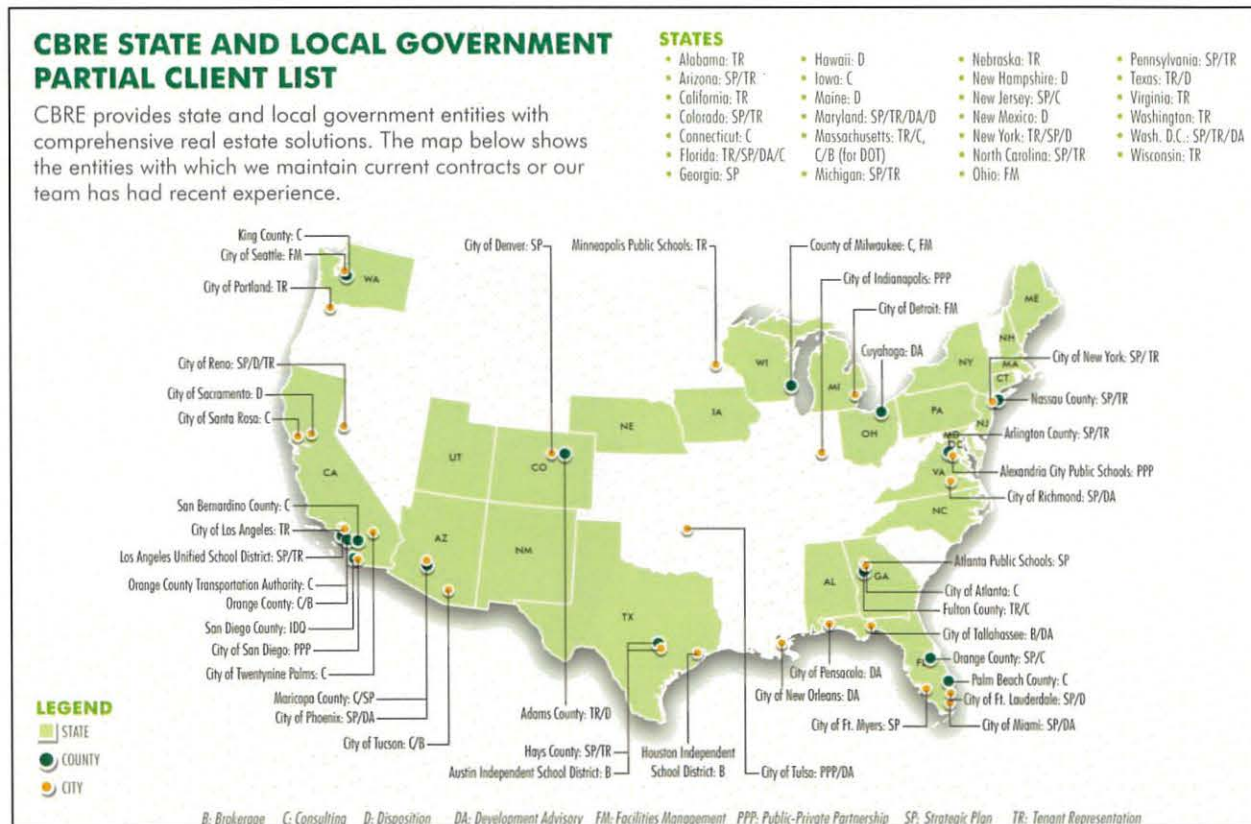 CBRE STATE AND LOCAL GOVERNMENT
PARTIAL CLIENT LIST
CBRE provides state and local government entities with
comprehensive real estate solutions. The map below shows
the entities with which we maintain current contracts or our
team has had recent experience.
STATES
• Alabama: TR
• Arizona: SP/TR
• California: TR
• Colorado: SP/TR
• Connecticut: C
• Florida: TR/SP/DA/C
• Georgia: SP
• Hawaii: D
• Iowa: C
• Maine: D
• Maryland: SP/TR/DA/D
• Massachusetts: TR/C,
C/B (for DOT)
• Michigan: SP/TR
• Nebraska: TR
• New Hampshire: D
• New Jersey: SP/C
• New Mexico: D
• New York: TR/SP/D
• North Carolina: SP/TR
• Ohio: FM
• Pennsylvania: SP/TR
• Texas: TR/D
• Virginia: TR
• Washington: TR
• Wash. D.C.: SP/TR/DA
• Wisconsin: TR
King County: C
City of Seattle: FM
City of Portland: TR
City of Reno: SP/D/TR
City of Sacramento: D
City of Santa Rosa: C
San Bernardino County: C
City of Los Angeles: TR
Los Angeles Unified School District: SP/TR
Orange County Transportation Authority: C
Orange County: C/B
San Diego County: IDQ
City of San Diego: PPP
City of Twentynine Palms: C
Maricopa County: C/SP
City of Phoenix: SP/DA
City of Tucson: C/B
City of Denver: SP
Adams County: TR/D
Hays County: SP/TR
Austin Independent School District: B
Houston Independent
School District: B
City of Tulsa: PPP/DA
Minneapolis Public Schools: TR
County of Milwaukee: C, FM
City of Indianapolis: PPP
City of Detroit: FM
Cuyahoga: DA
City of New York: SP/ TR
Nassau County: SP/TR
Arlington County: SP/TR
Alexandria City Public Schools: PPP
City of Richmond: SP/DA
Atlanta Public Schools: SP
City of Atlanta: C
Fulton County: TR/C
City of Tallahassee: B/DA
Orange County: SP/C
Palm Beach County: C
City of Ft. Lauderdale: SP/D
City of Miami: SP/DA
City of Ft. Myers: SP
City of Pensacola: DA
City of New Orleans: DA
WA
CA
UT
AZ
CO
NM
NE
IA
TX
WI
MI
OH
PA
NY
ME
NH
MA
CT
NJ
MD
DC
VA
NC
AL
GA
FL
LEGEND
STATE
COUNTY
CITY
B: Brokerage C: Consulting D: Disposition DA: Development Advisory FM: Facilities Management PPP: Public-Private Partnership SP: Strategic Plan TR: Tenant Representation